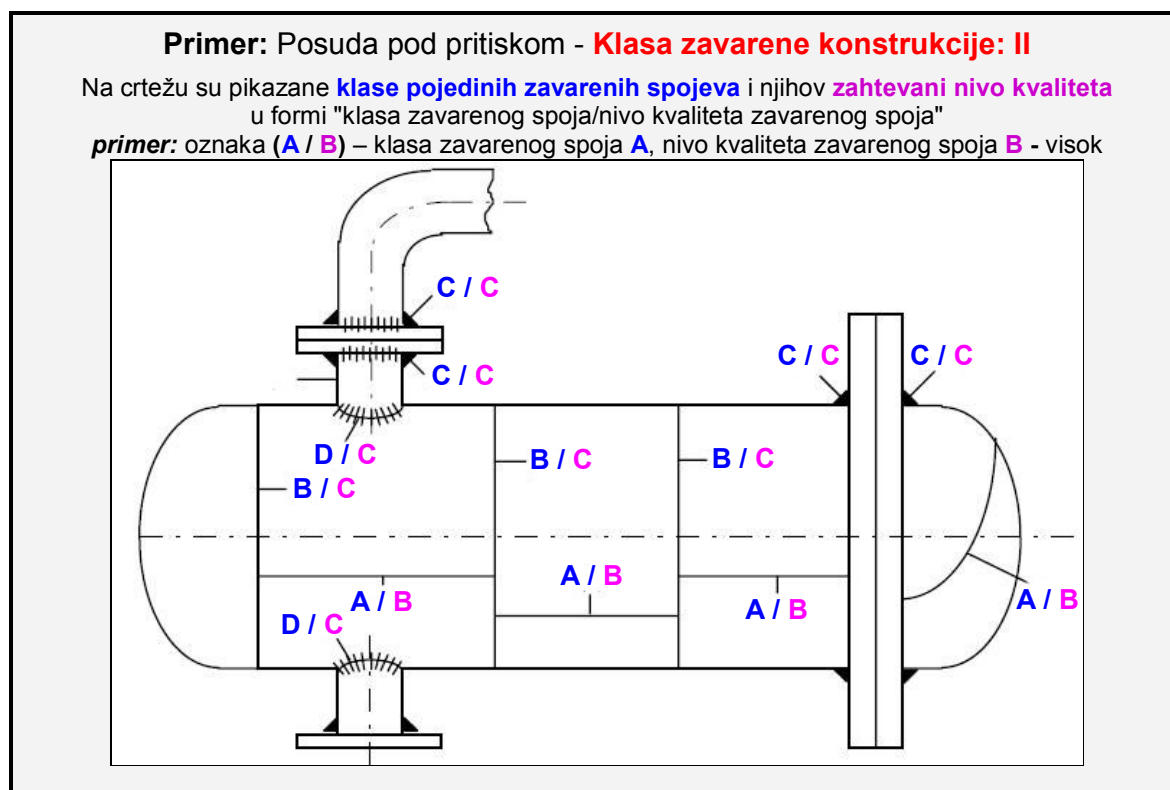 Primer: Posuda pod pritiskom - Klasa zavarene konstrukcije: II
Na crtežu su pikazane klase pojedinih zavarenih spojeva i njihov zahtevani nivo kvaliteta
u formi "klasa zavarenog spoja/nivo kvaliteta zavarenog spoja"
primer: oznaka (A / B) – klasa zavarenog spoja A, nivo kvaliteta zavarenog spoja B - visok
C / C
C / C
C / C
C / C
D / C
B / C
B / C
B / C
A / B
A / B
A / B
A / B
D / C